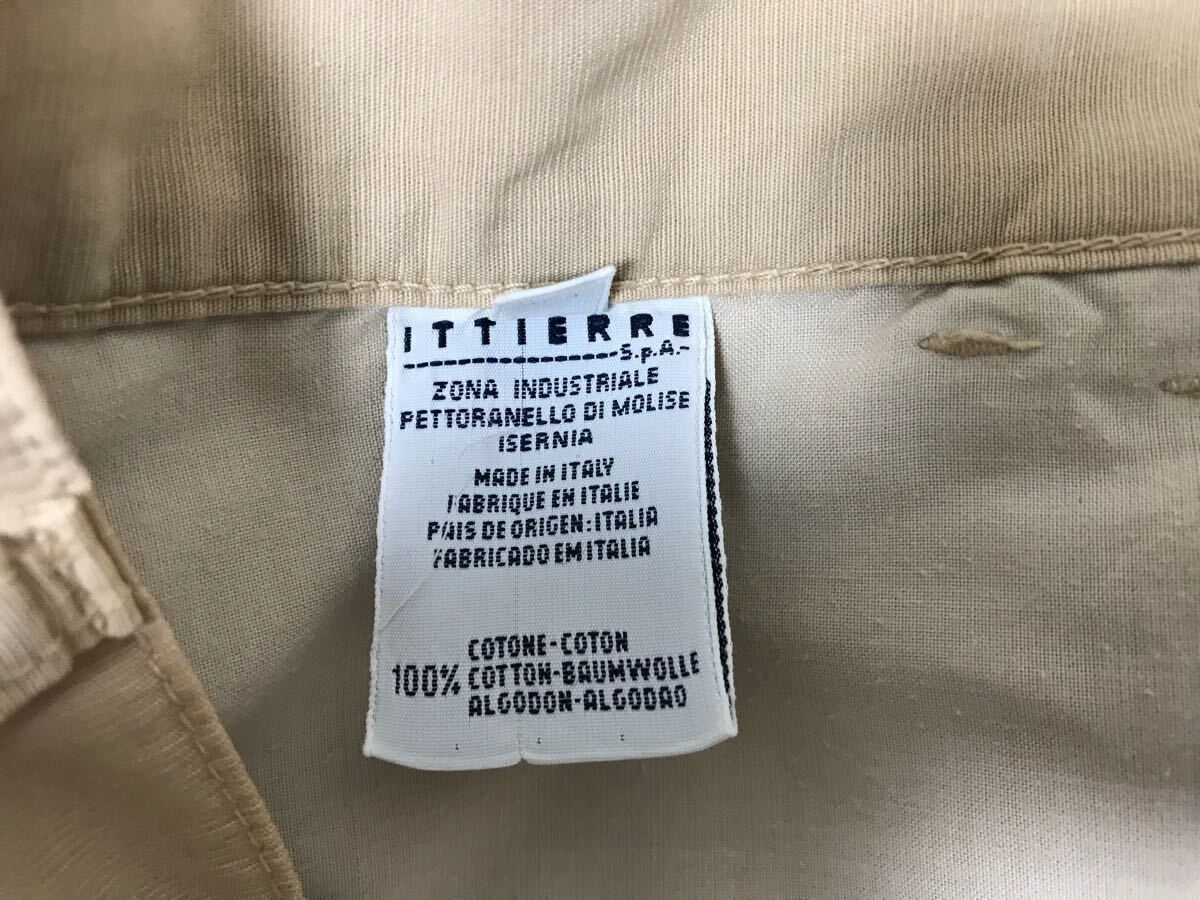 ITTIERRE
S.p.A.
ZONA INDUSTRIALE
PETTORANELLO DI MOLISE
ISERNIA
MADE IN ITALY
FABRIQUE EN ITALIE
PAIS DE ORIGEN: ITALIA
FABRICADO EM ITALIA
COTONE-COTON
100% COTTON-BAUMWOLLE
ALGODON-ALGODAO